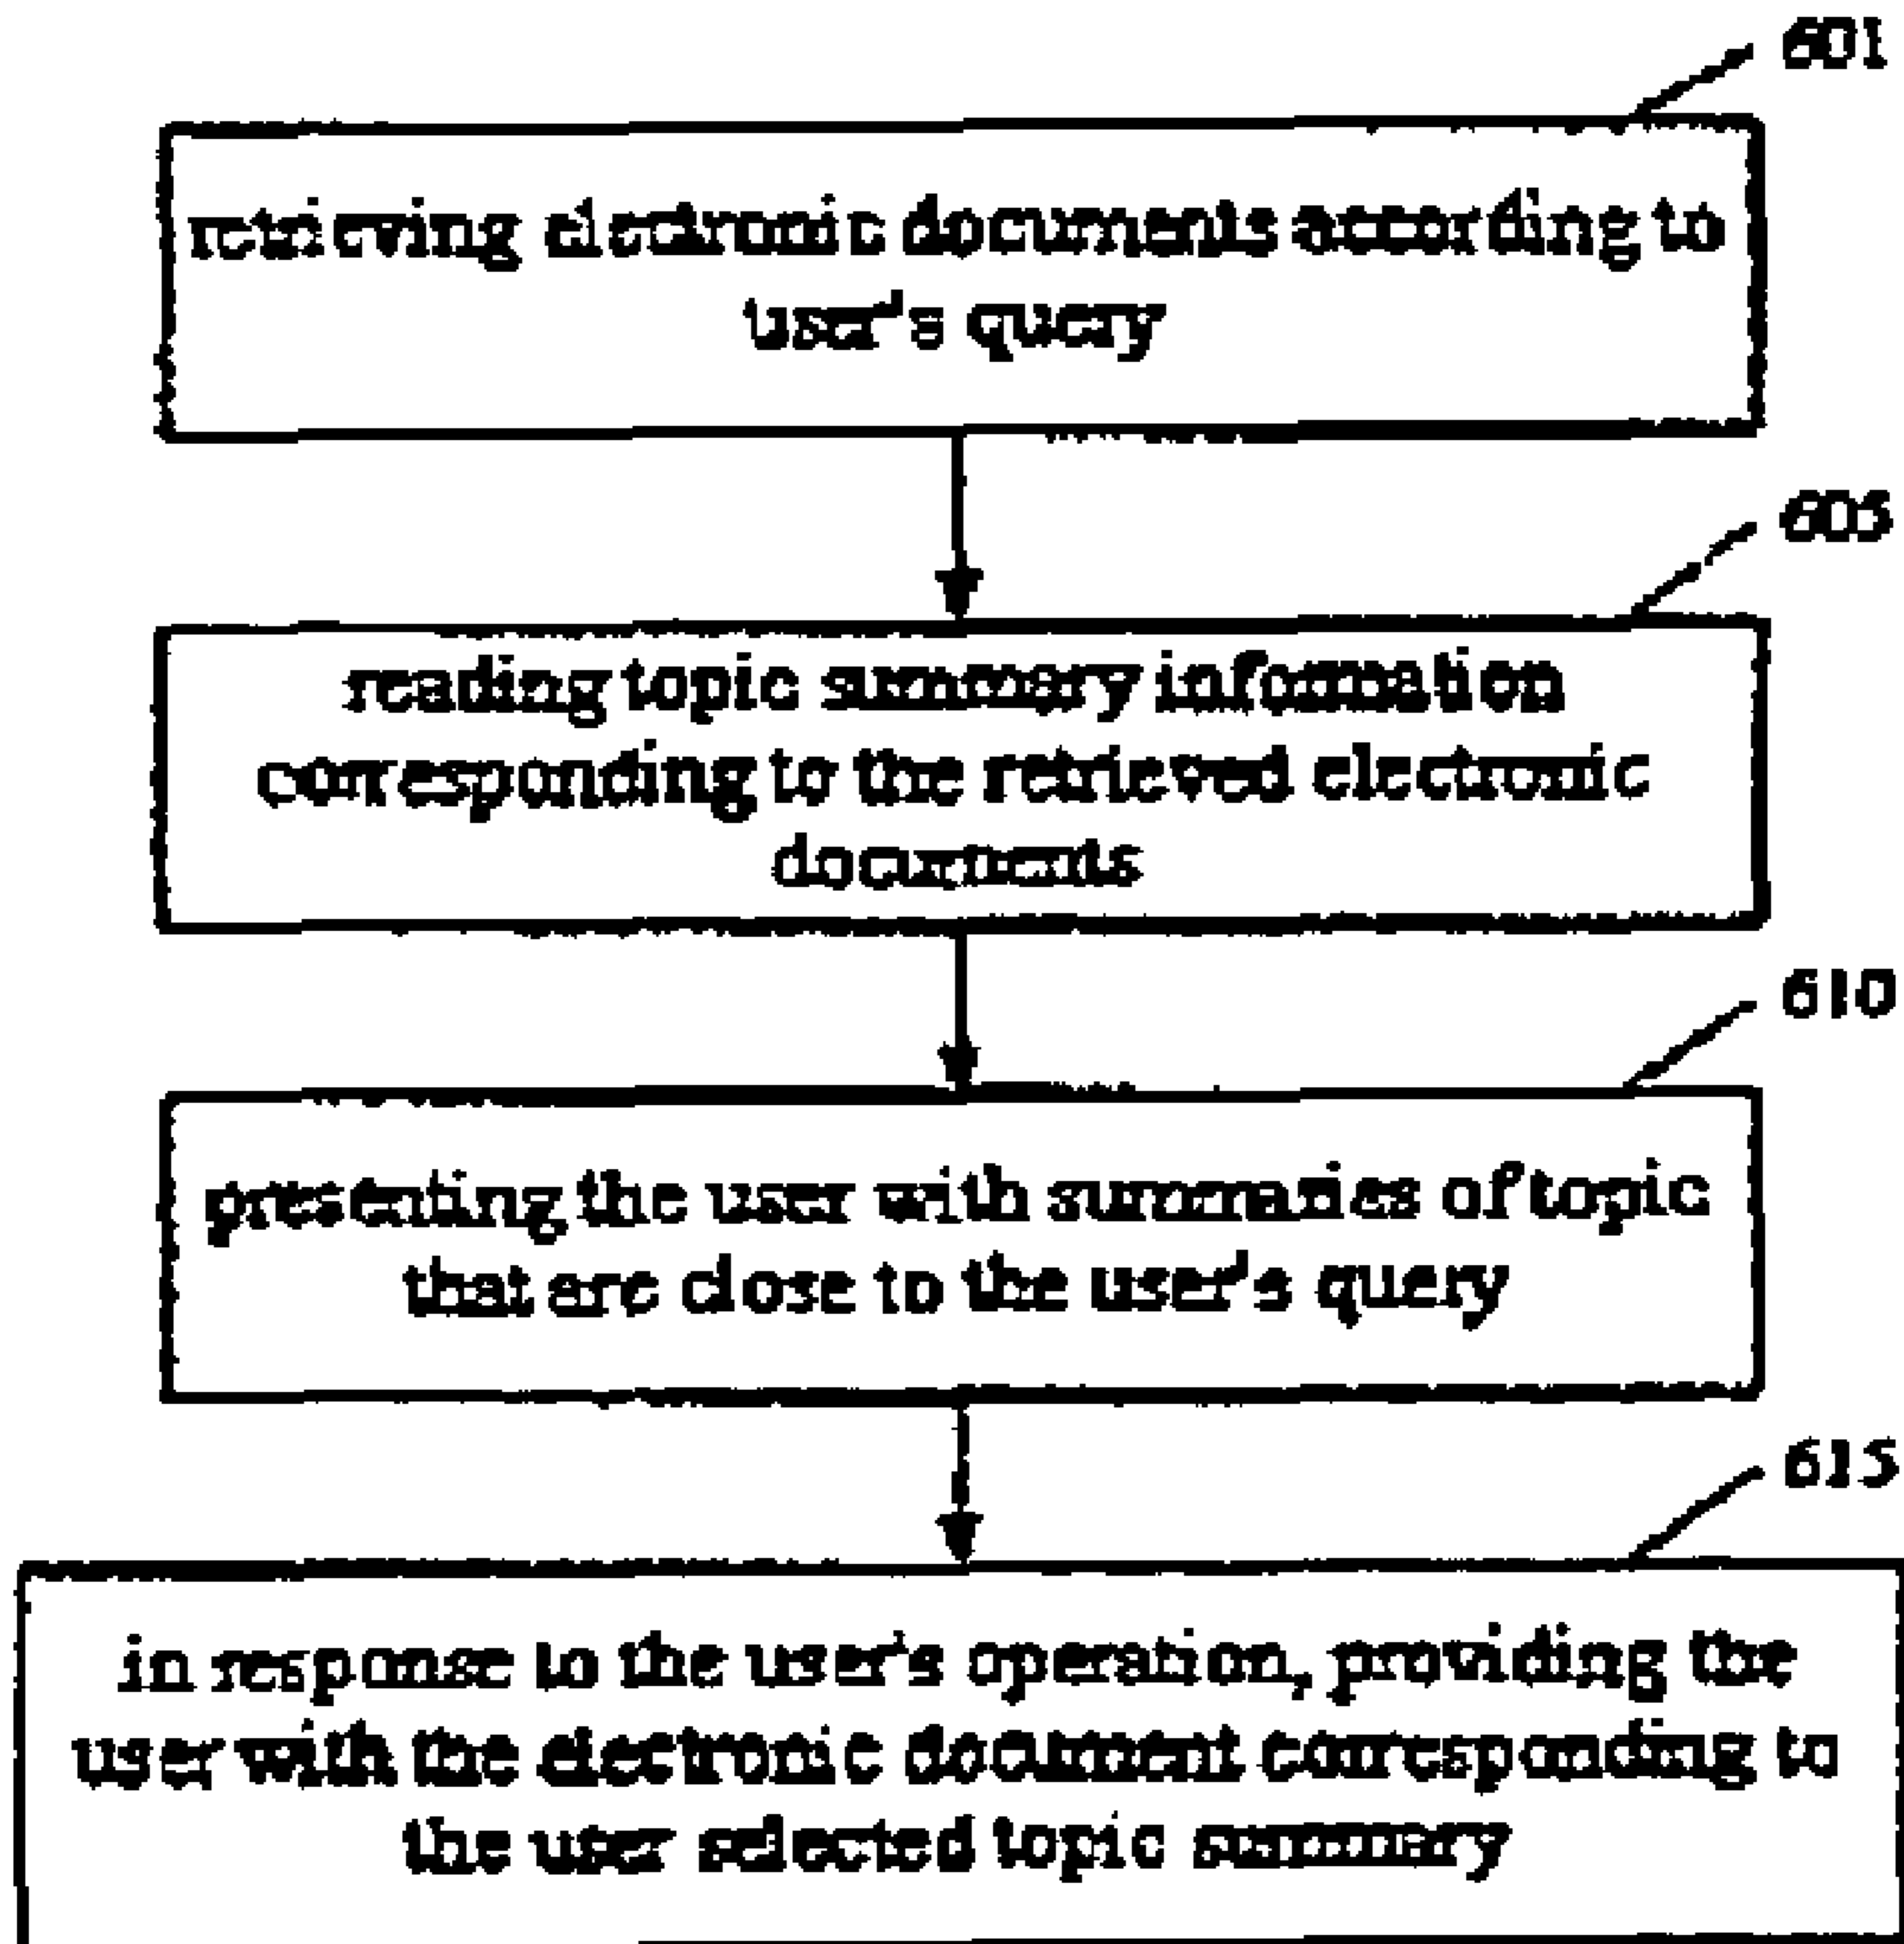 601
retrieving electronic documents according to
user's query
605
reading topic summary information
corresponding to the retrieved electronic
documents
610
presenting the user with summaries of topic
that are close to the user's query
615
in response to the user's operation, providing the
user with the electronic document corresponding to
the user selected topic summary